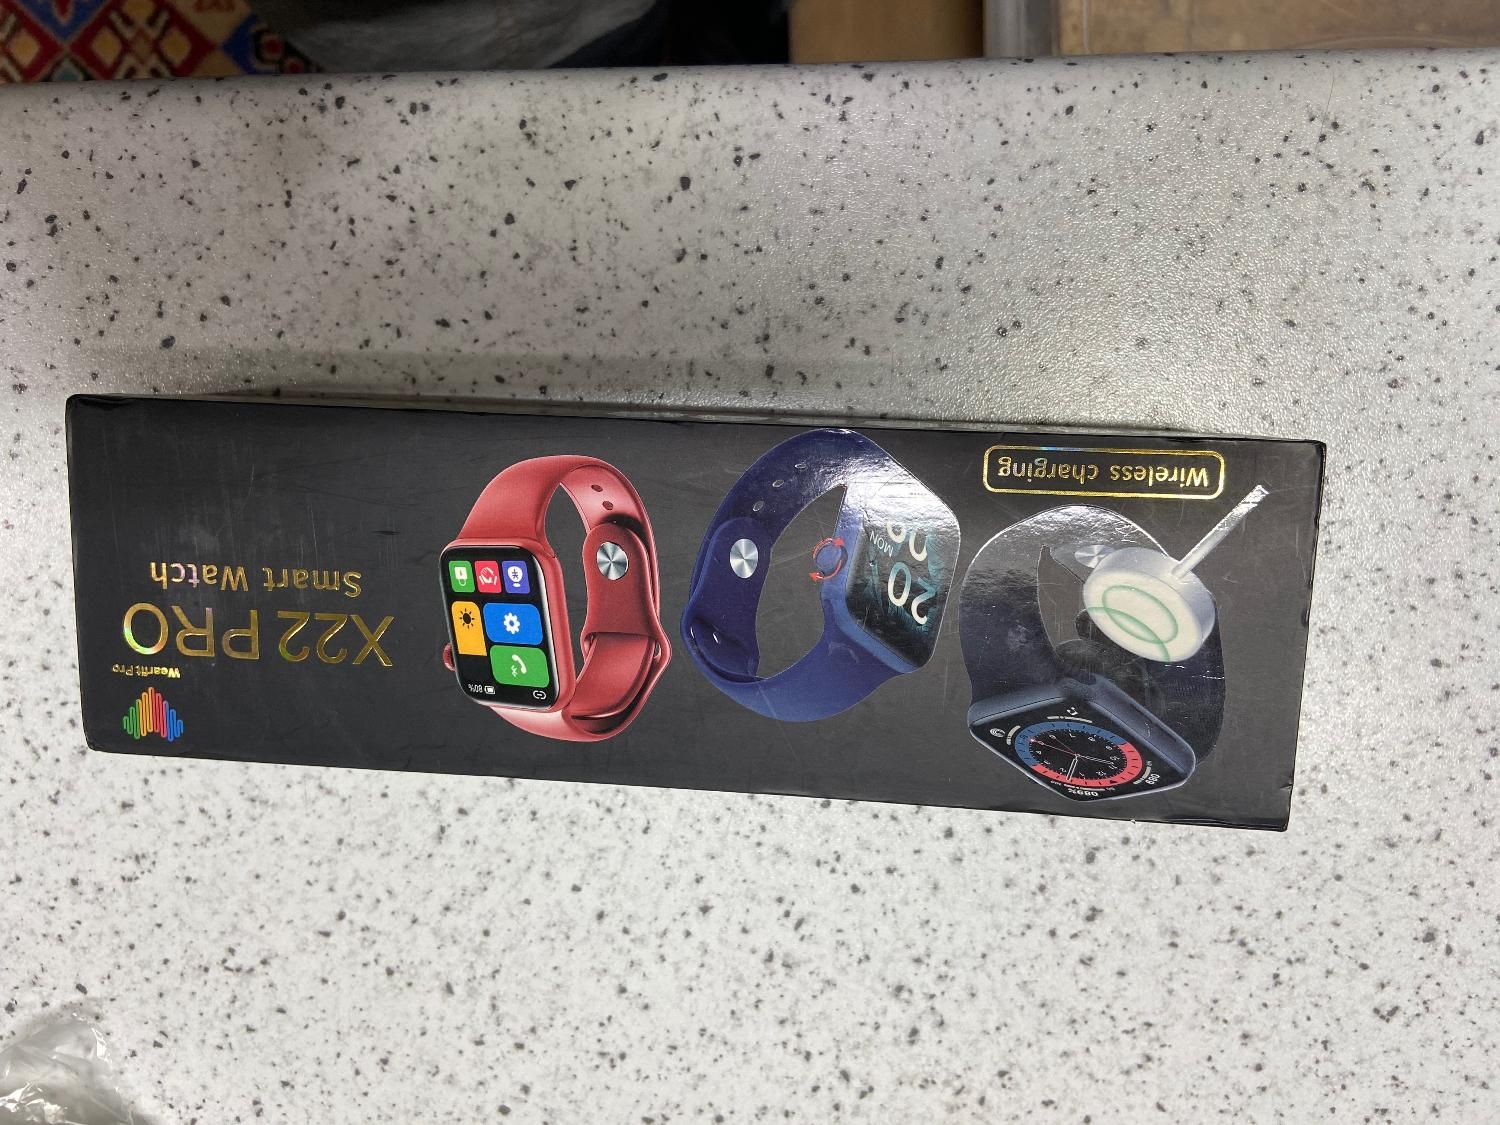 Wearfit Pro
X22 PRO
Smart Watch
80%
MON
20
Wireless charging